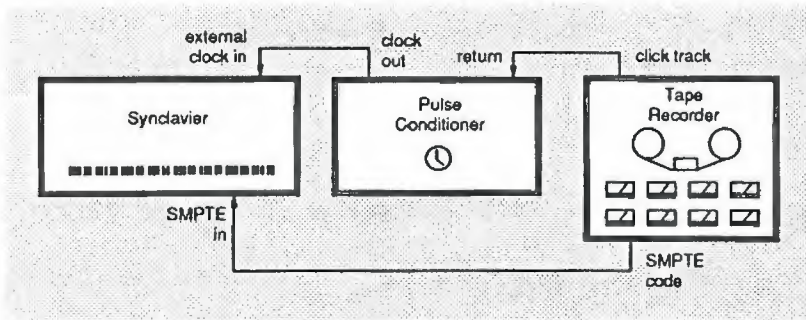 external
clock in
clock
out
return
click track
Synclavier
Pulse
Conditioner
Tape
Recorder
SMPTE
in
SMPTE
code